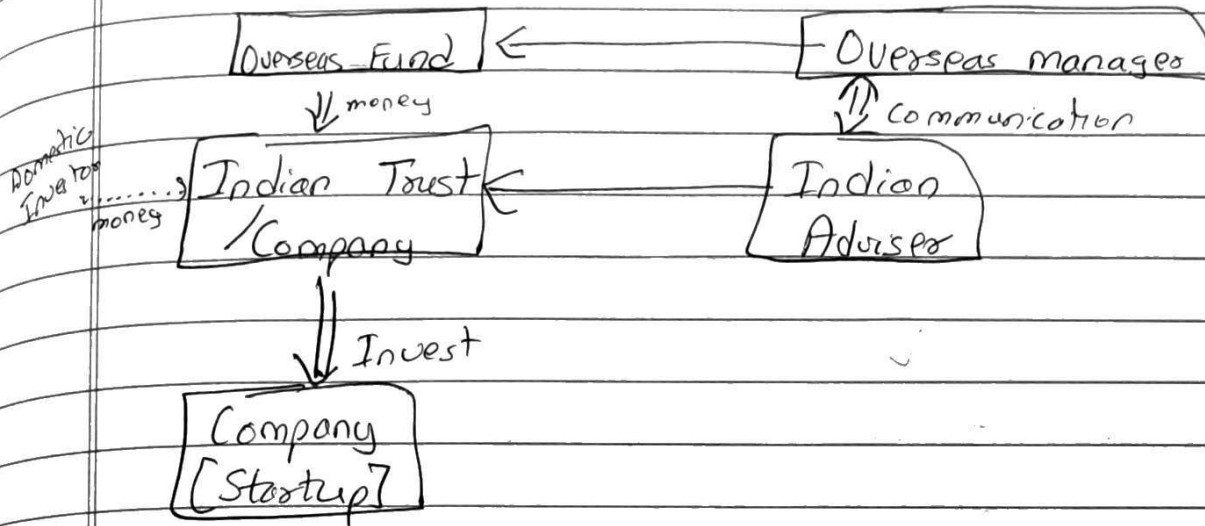 Overseas Fund
Overseas manager
money
Communication
Domestic
Investor
money
Indian Trust
/Company
Indian
Adviser
Invest
Company
[Startup]